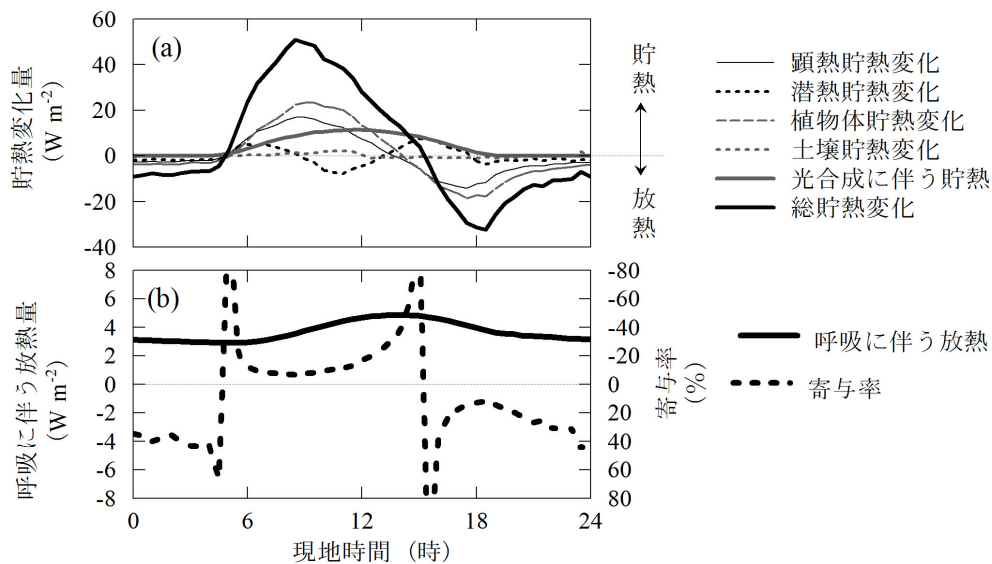 (a)
60
40
20
0
-20
-40
貯熱変化量
(W m⁻²)
貯熱
放熱
顕熱貯熱変化
潜熱貯熱変化
植物体貯熱変化
土壌貯熱変化
光合成に伴う貯熱
総貯熱変化
(b)
8
6
4
2
0
-2
-4
-6
-8
呼吸に伴う放熱量
(W m⁻²)
-80
-60
-40
-20
0
20
40
60
80
寄与率
(%)
呼吸に伴う放熱
寄与率
0
6
12
18
24
現地時間 (時)